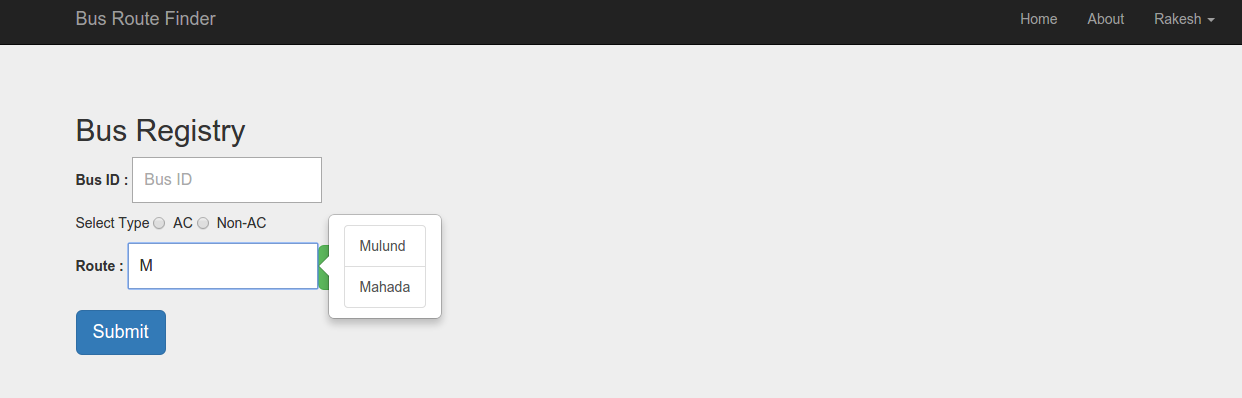 Bus Route Finder Home About Rakesh
Bus Registry
Bus ID : Bus ID
Select Type AC Non-AC
Route : M
Mulund
Mahada
Submit